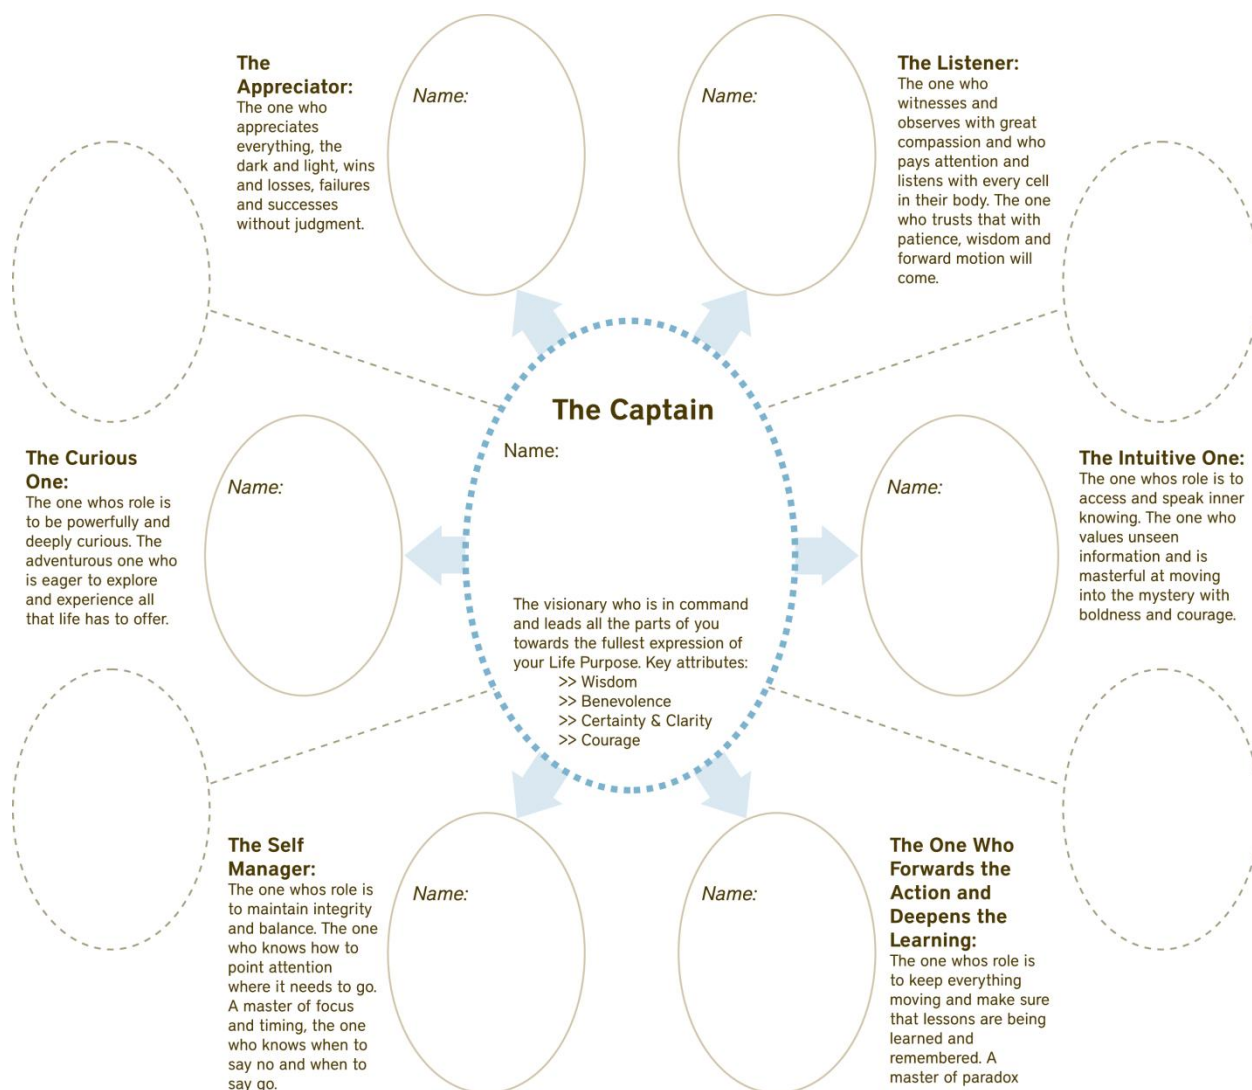 The
Appreciator:
The one who
appreciates
everything, the
dark and light, wins
and losses, failures
and successes
without judgment.
Name:
Name:
The Listener:
The one who
witnesses and
observes with great
compassion and who
pays attention and
listens with every cell
in their body. The one
who trusts that with
patience, wisdom and
forward motion will
come.
The Curious
One:
The one whos role is
to be powerfully and
deeply curious. The
adventurous one who
is eager to explore
and experience all
that life has to offer.
Name:
The Captain
Name:
The visionary who is in command
and leads all the parts of you
towards the fullest expression of
your Life Purpose. Key attributes:
>> Wisdom
>> Benevolence
>> Certainty & Clarity
>> Courage
Name:
The Intuitive One:
The one whos role is to
access and speak inner
knowing. The one who
values unseen
information and is
masterful at moving
into the mystery with
boldness and courage.
The Self
Manager:
The one whos role is
to maintain integrity
and balance. The one
who knows how to
point attention
where it needs to go.
A master of focus
and timing, the one
who knows when to
say no and when to
say go.
Name:
Name:
The One Who
Forwards the
Action and
Deepens the
Learning:
The one whos role is
to keep everything
moving and make sure
that lessons are being
learned and
remembered. A
master of paradox